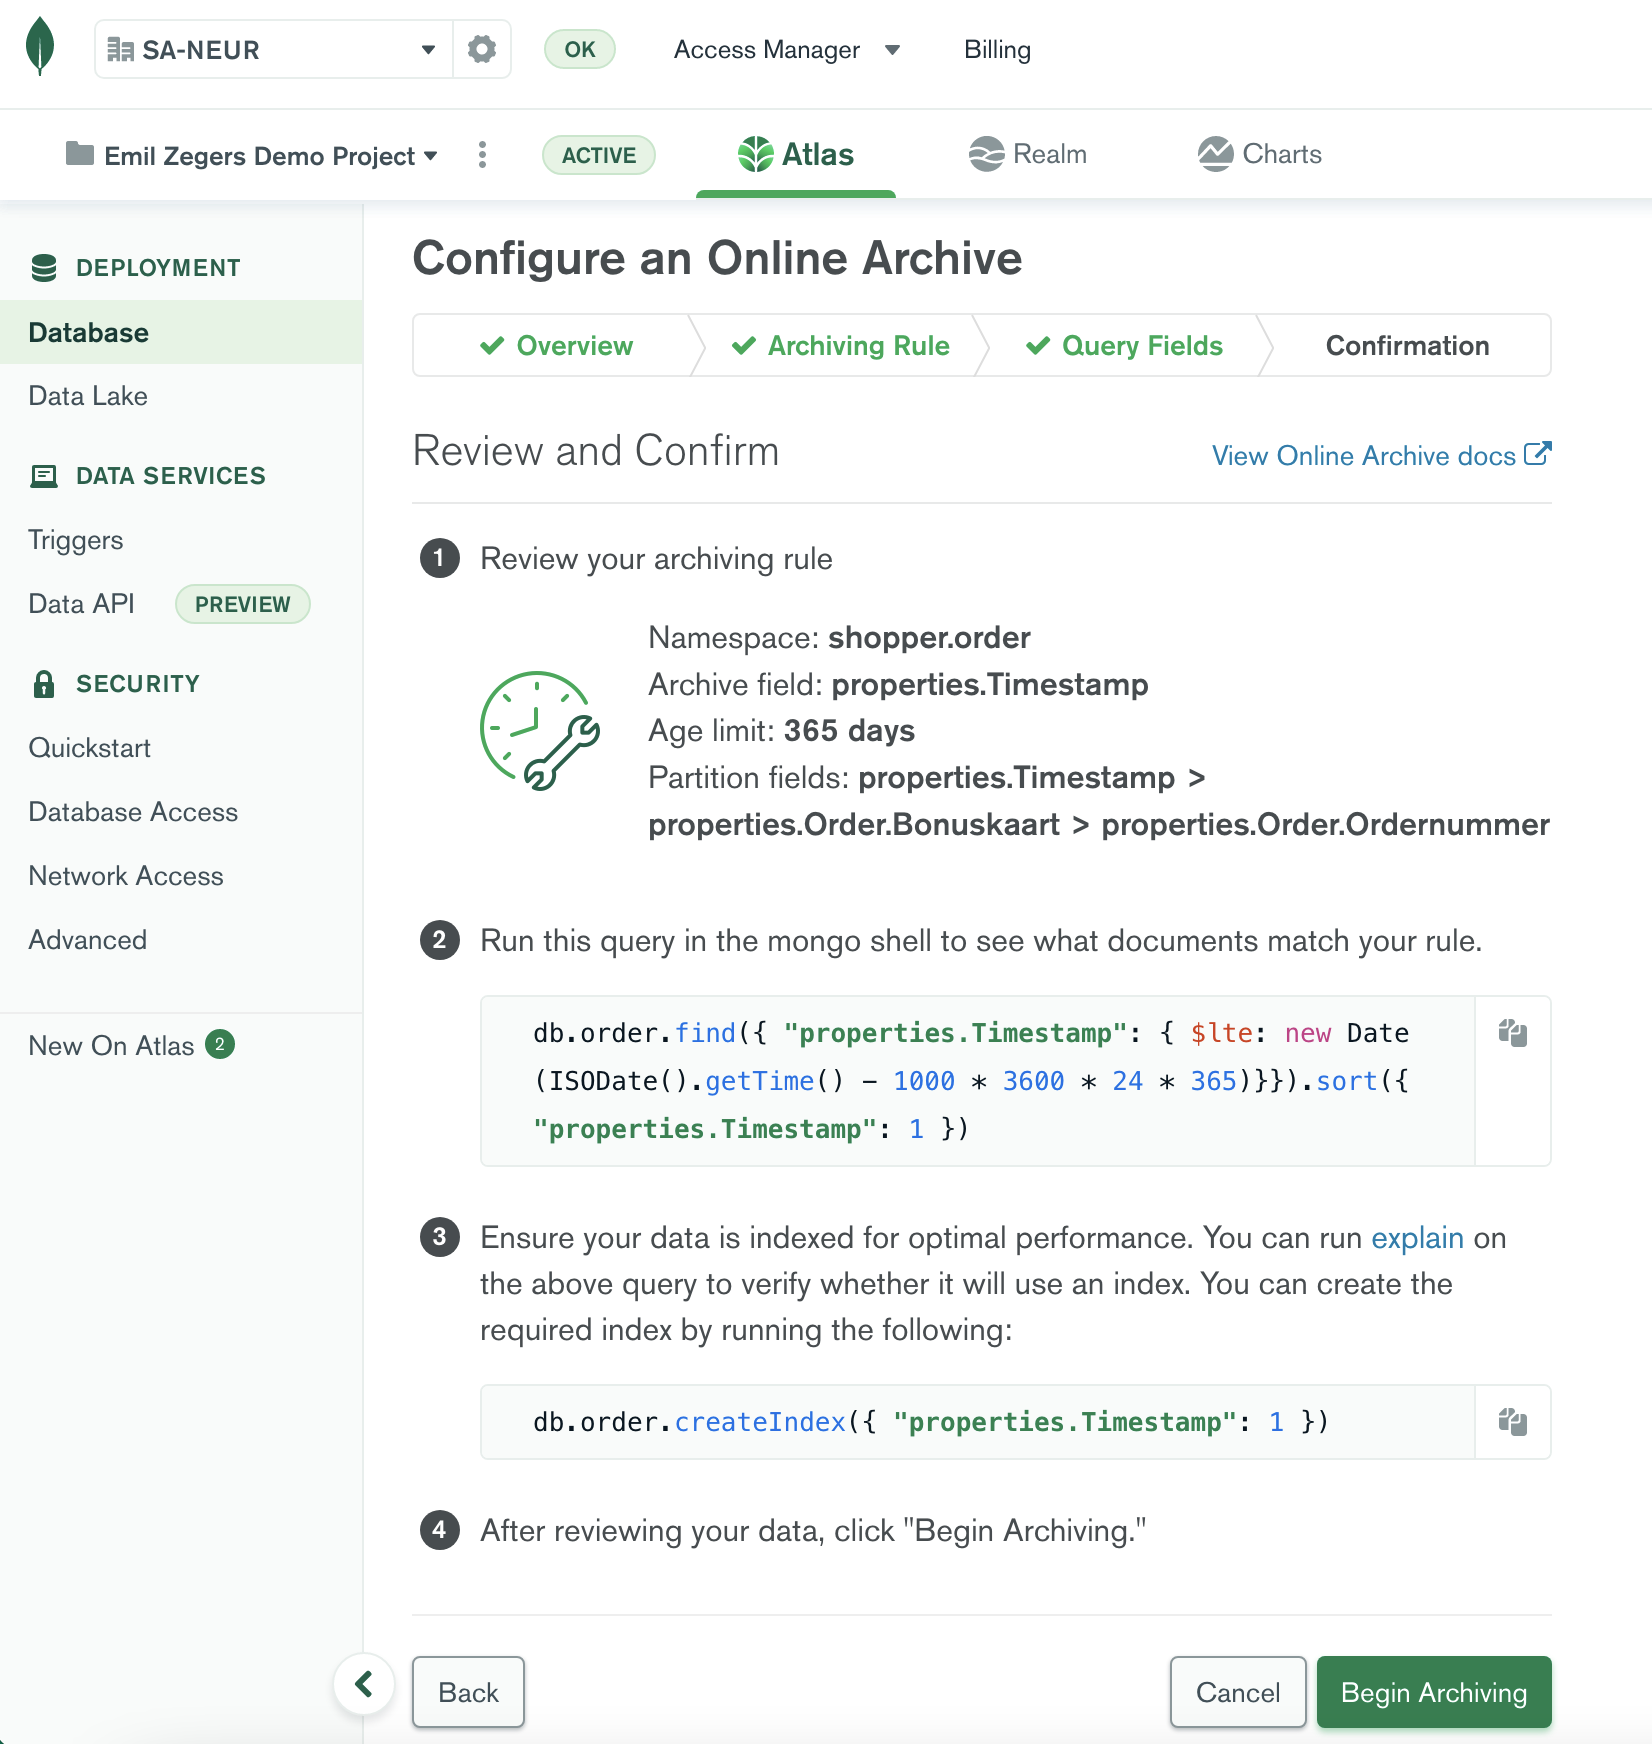 SA-NEUR
OK
Access Manager
Billing
Emil Zegers Demo Project
ACTIVE
Atlas
Realm
Charts
DEPLOYMENT
Database
Data Lake
DATA SERVICES
Triggers
Data API
PREVIEW
SECURITY
Quickstart
Database Access
Network Access
Advanced
New On Atlas 2
Configure an Online Archive
Overview
Archiving Rule
Query Fields
Confirmation
Review and Confirm
View Online Archive docs
1 Review your archiving rule
Namespace: shopper.order
Archive field: properties.Timestamp
Age limit: 365 days
Partition fields: properties.Timestamp >
properties.Order.Bonuskaart > properties.Order.Ordernummer
2 Run this query in the mongo shell to see what documents match your rule.
db.order.find({ "properties.Timestamp": { $lte: new Date
(ISODate().getTime() – 1000 * 3600 * 24 * 365)}}).sort({
"properties.Timestamp": 1 })
3 Ensure your data is indexed for optimal performance. You can run explain on
the above query to verify whether it will use an index. You can create the
required index by running the following:
db.order.createIndex({ "properties.Timestamp": 1 })
4 After reviewing your data, click "Begin Archiving."
Back
Cancel
Begin Archiving